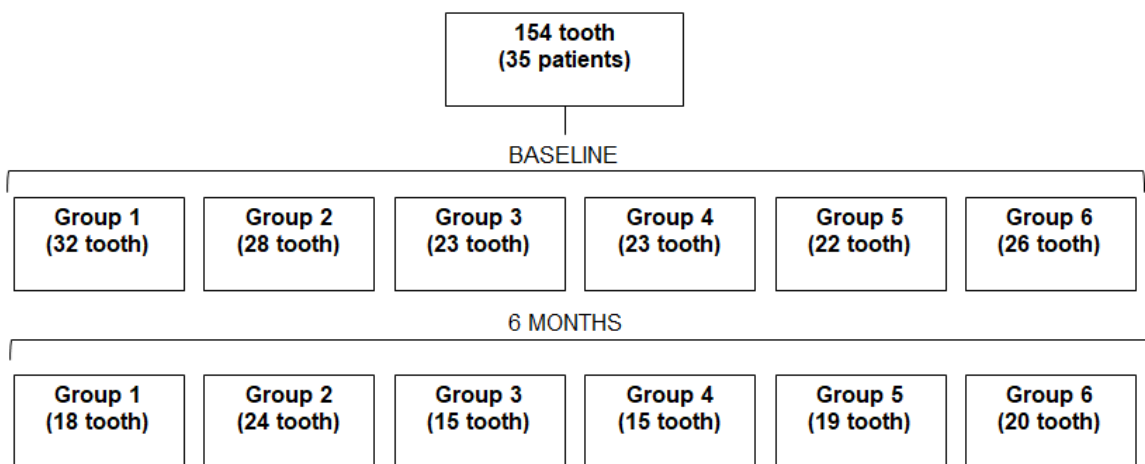 154 tooth
(35 patients)
BASELINE
Group 1
(32 tooth)
Group 2
(28 tooth)
Group 3
(23 tooth)
Group 4
(23 tooth)
Group 5
(22 tooth)
Group 6
(26 tooth)
6 MONTHS
Group 1
(18 tooth)
Group 2
(24 tooth)
Group 3
(15 tooth)
Group 4
(15 tooth)
Group 5
(19 tooth)
Group 6
(20 tooth)